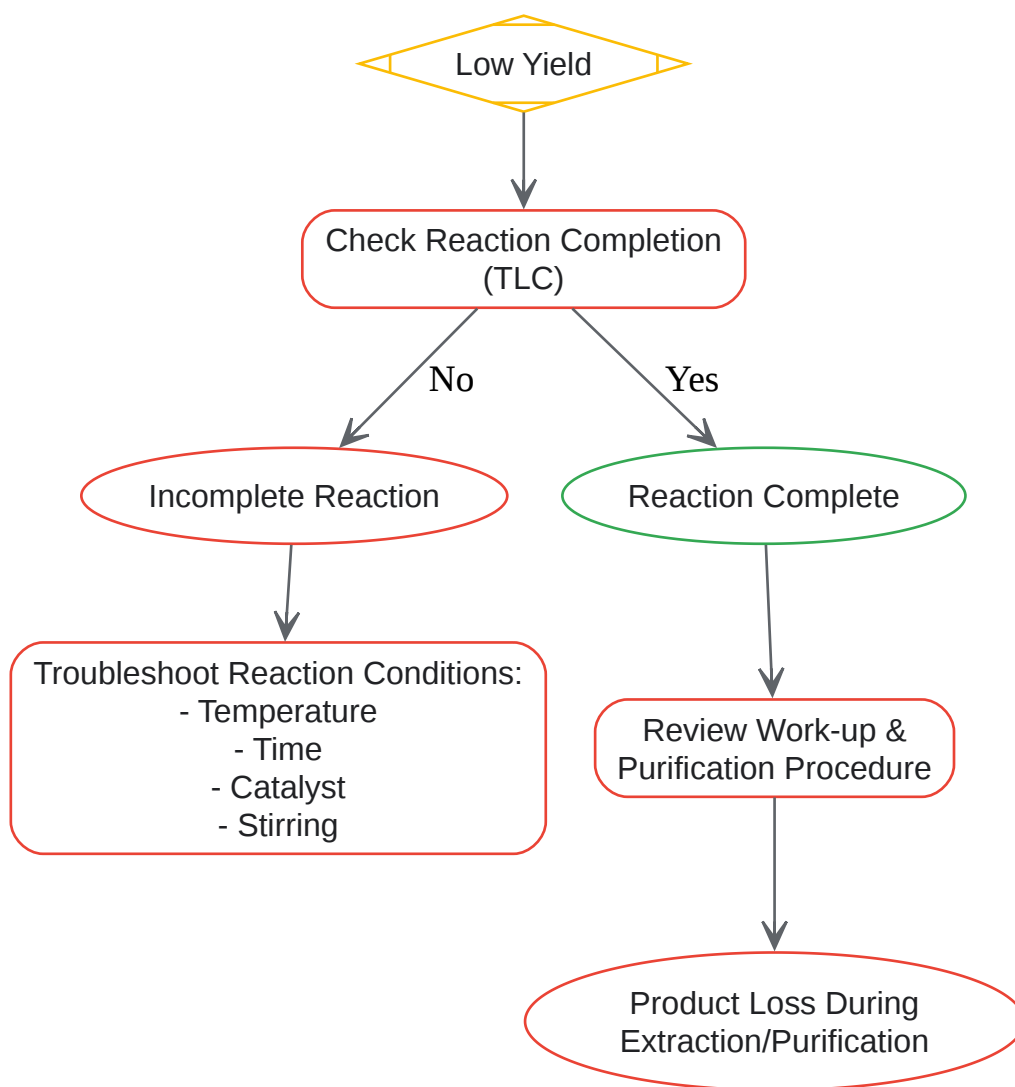 Low Yield
Check Reaction Completion
(TLC)
No
Yes
Incomplete Reaction
Reaction Complete
Troubleshoot Reaction Conditions:
- Temperature
- Time
- Catalyst
- Stirring
Review Work-up &
Purification Procedure
Product Loss During
Extraction/Purification